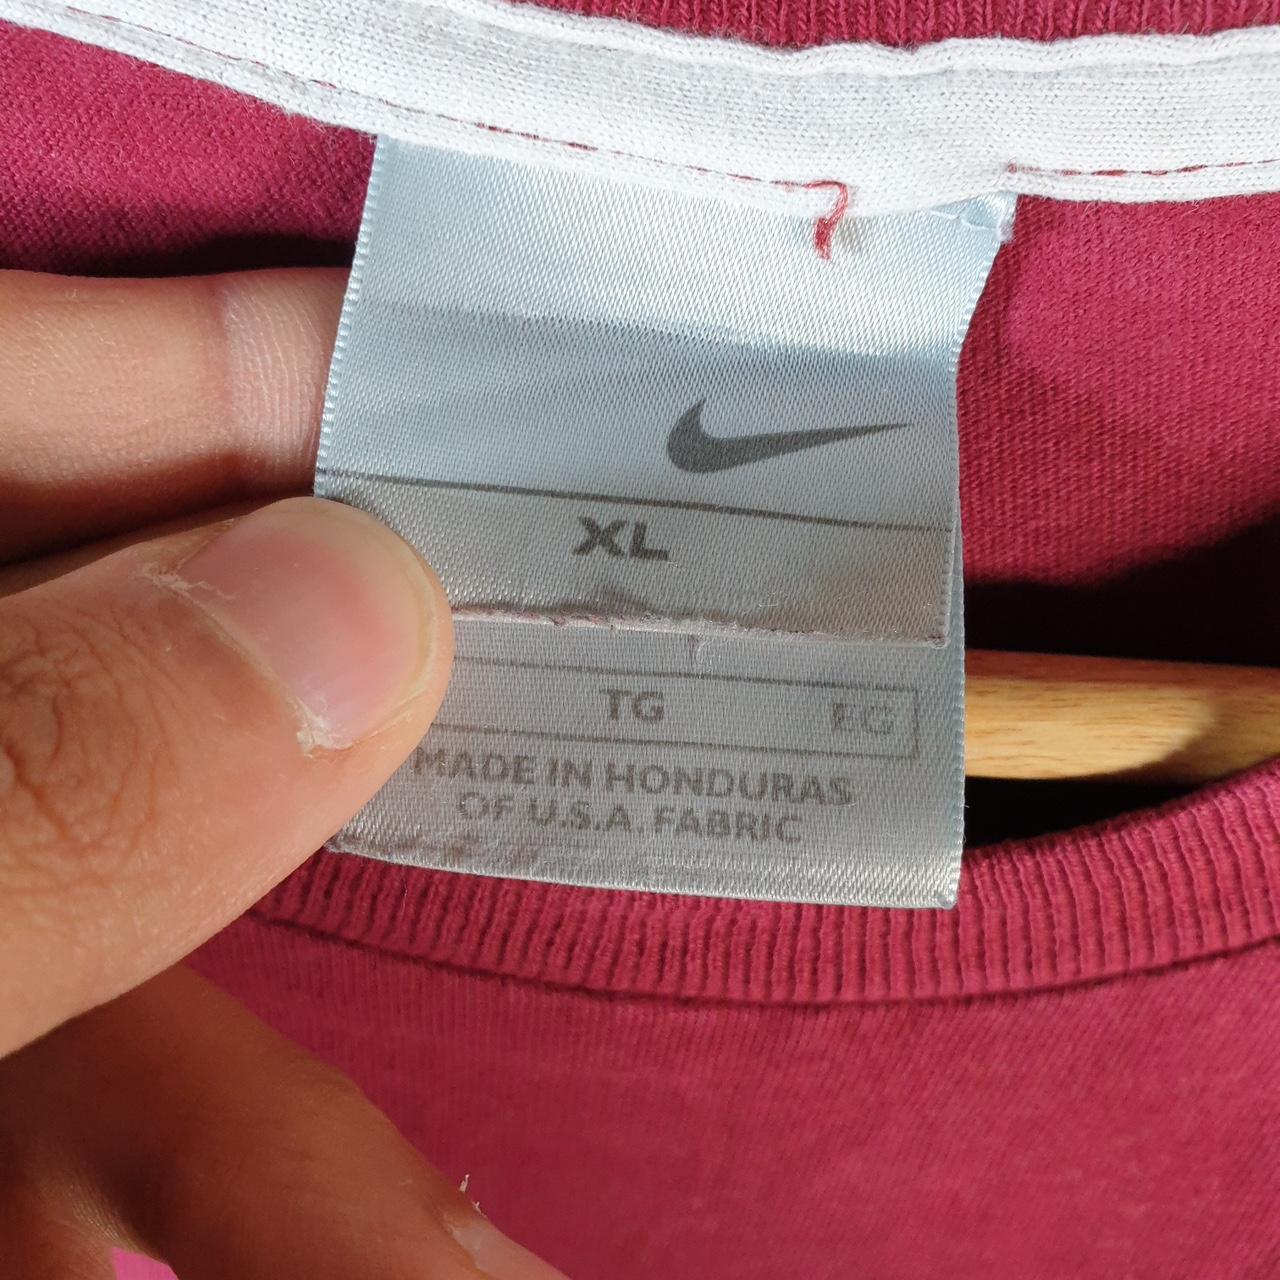 XL
TG EG
MADE IN HONDURAS
OF U.S.A. FABRIC